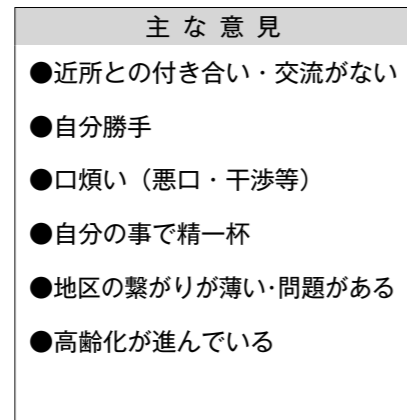 主な意見
●近所との付き合い・交流がない
●自分勝手
●口煩い（悪口・干渉等）
●自分の事で精一杯
●地区の繋がりが薄い･問題がある
●高齢化が進んでいる